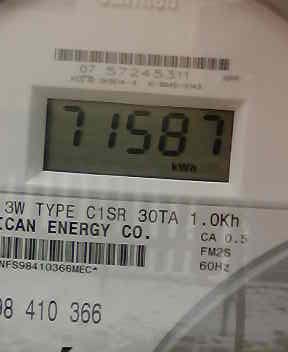 07 57245311
71587
kWh
3W TYPE C1SR 30TA 1.0Kh
ICAN ENERGY CO.
CA 0.5
FM2S
NFS98410366MEC*
60Hz
98 410 366